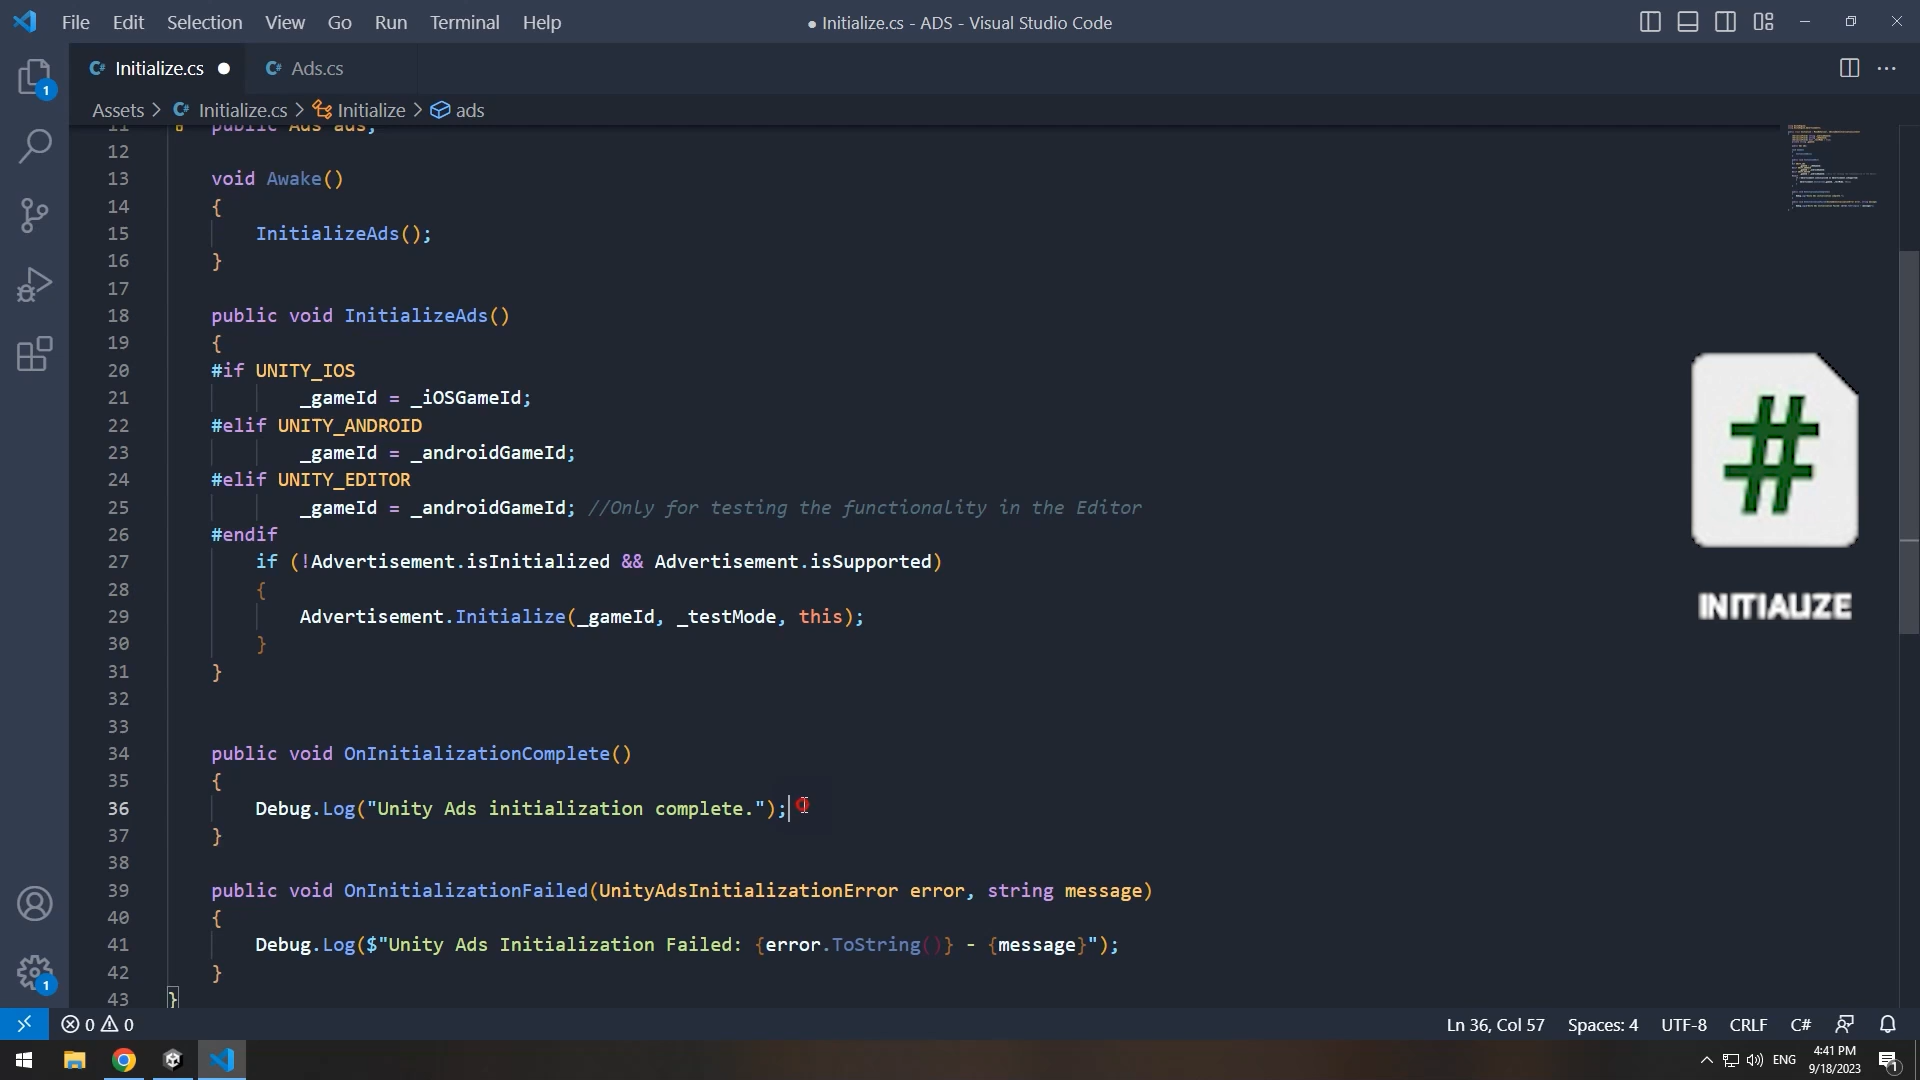 File Edit Selection View Go Run Terminal Help
● Initialize.cs - ADS - Visual Studio Code
C# Initialize.cs ● C# Ads.cs
Assets > C# Initialize.cs > Initialize > ads
11 public Ads ads;
12
13 void Awake()
14 {
15 InitializeAds();
16 }
17
18 public void InitializeAds()
19 {
20 #if UNITY_IOS
21 _gameId = _iOSGameId;
22 #elif UNITY_ANDROID
23 _gameId = _androidGameId;
24 #elif UNITY_EDITOR
25 _gameId = _androidGameId; //Only for testing the functionality in the Editor
26 #endif
27 if (!Advertisement.isInitialized && Advertisement.isSupported)
28 {
29 Advertisement.Initialize(_gameId, _testMode, this);
30 }
31 }
32
33
34 public void OnInitializationComplete()
35 {
36 Debug.Log("Unity Ads initialization complete.");
37 }
38
39 public void OnInitializationFailed(UnityAdsInitializationError error, string message)
40 {
41 Debug.Log($"Unity Ads Initialization Failed: {error.ToString()} - {message}");
42 }
43 }
#
INITIALIZE
1
1
0 0
Ln 36, Col 57 Spaces: 4 UTF-8 CRLF C#
ENG
4:41 PM
9/18/2023
1